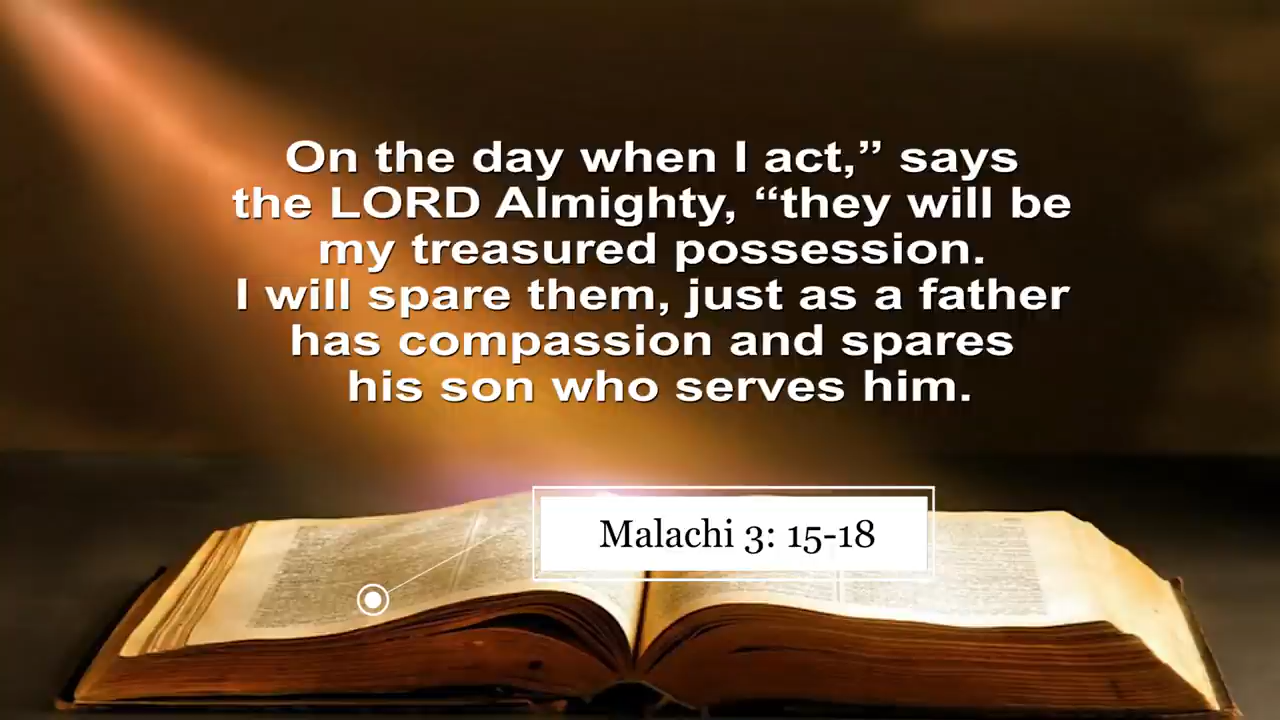 On the day when I act,” says
the LORD Almighty, “they will be
my treasured possession.
I will spare them, just as a father
has compassion and spares
his son who serves him.
Malachi 3: 15-18